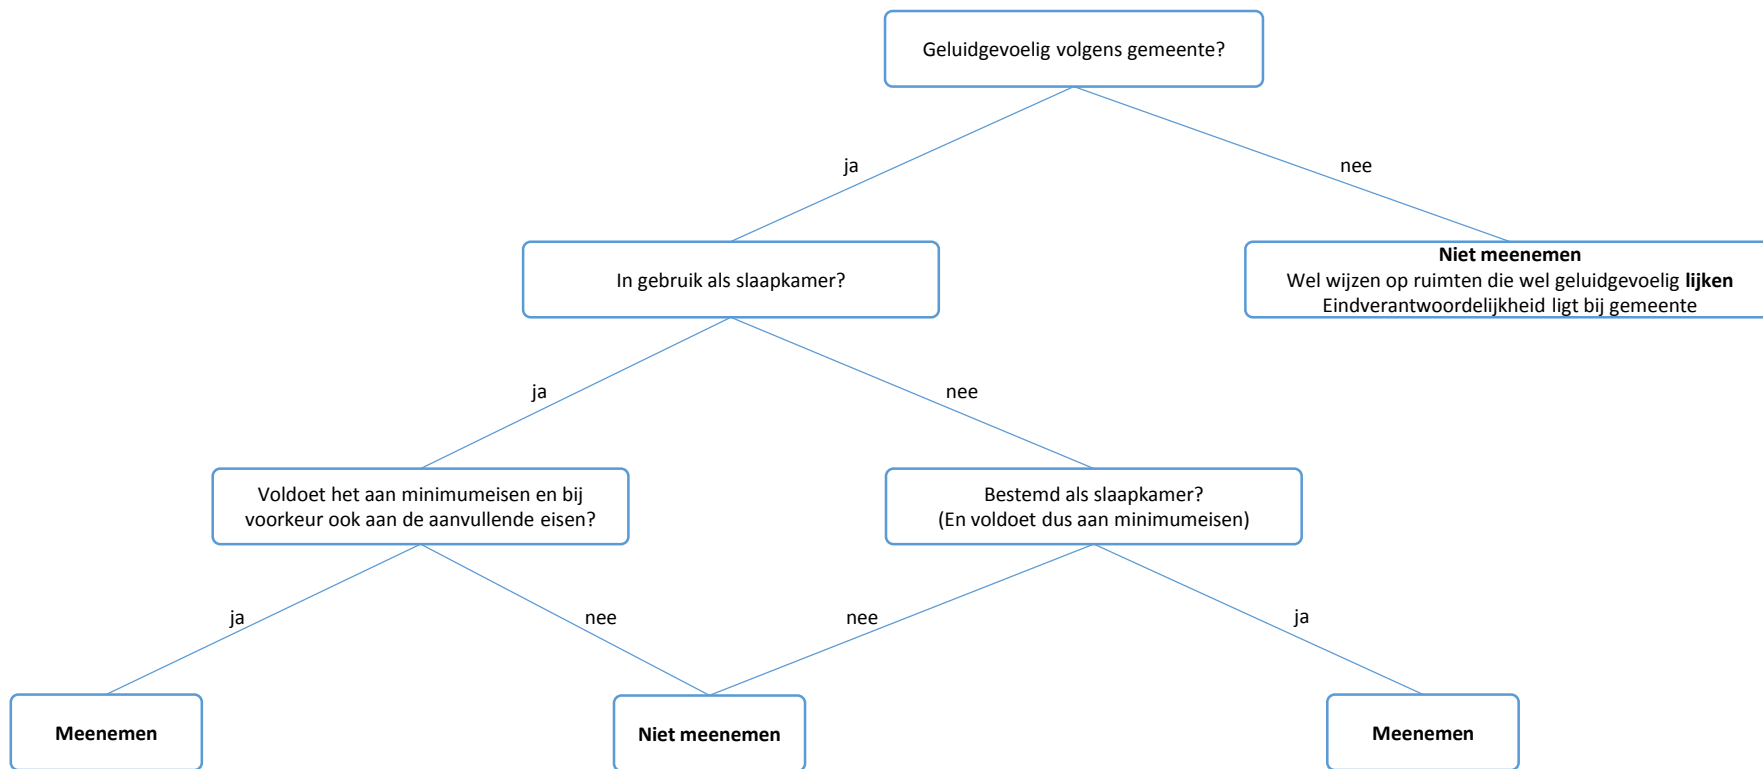 Geluidgevoelig volgens gemeente?
ja
nee
In gebruik als slaapkamer?
Niet meenemen
Wel wijzen op ruimten die wel geluidgevoelig lijken
Eindverantwoordelijkheid ligt bij gemeente
ja
nee
Voldoet het aan minimumeisen en bij
voorkeur ook aan de aanvullende eisen?
Bestemd als slaapkamer?
(En voldoet dus aan minimumeisen)
ja
nee
nee
ja
Meenemen
Niet meenemen
Meenemen